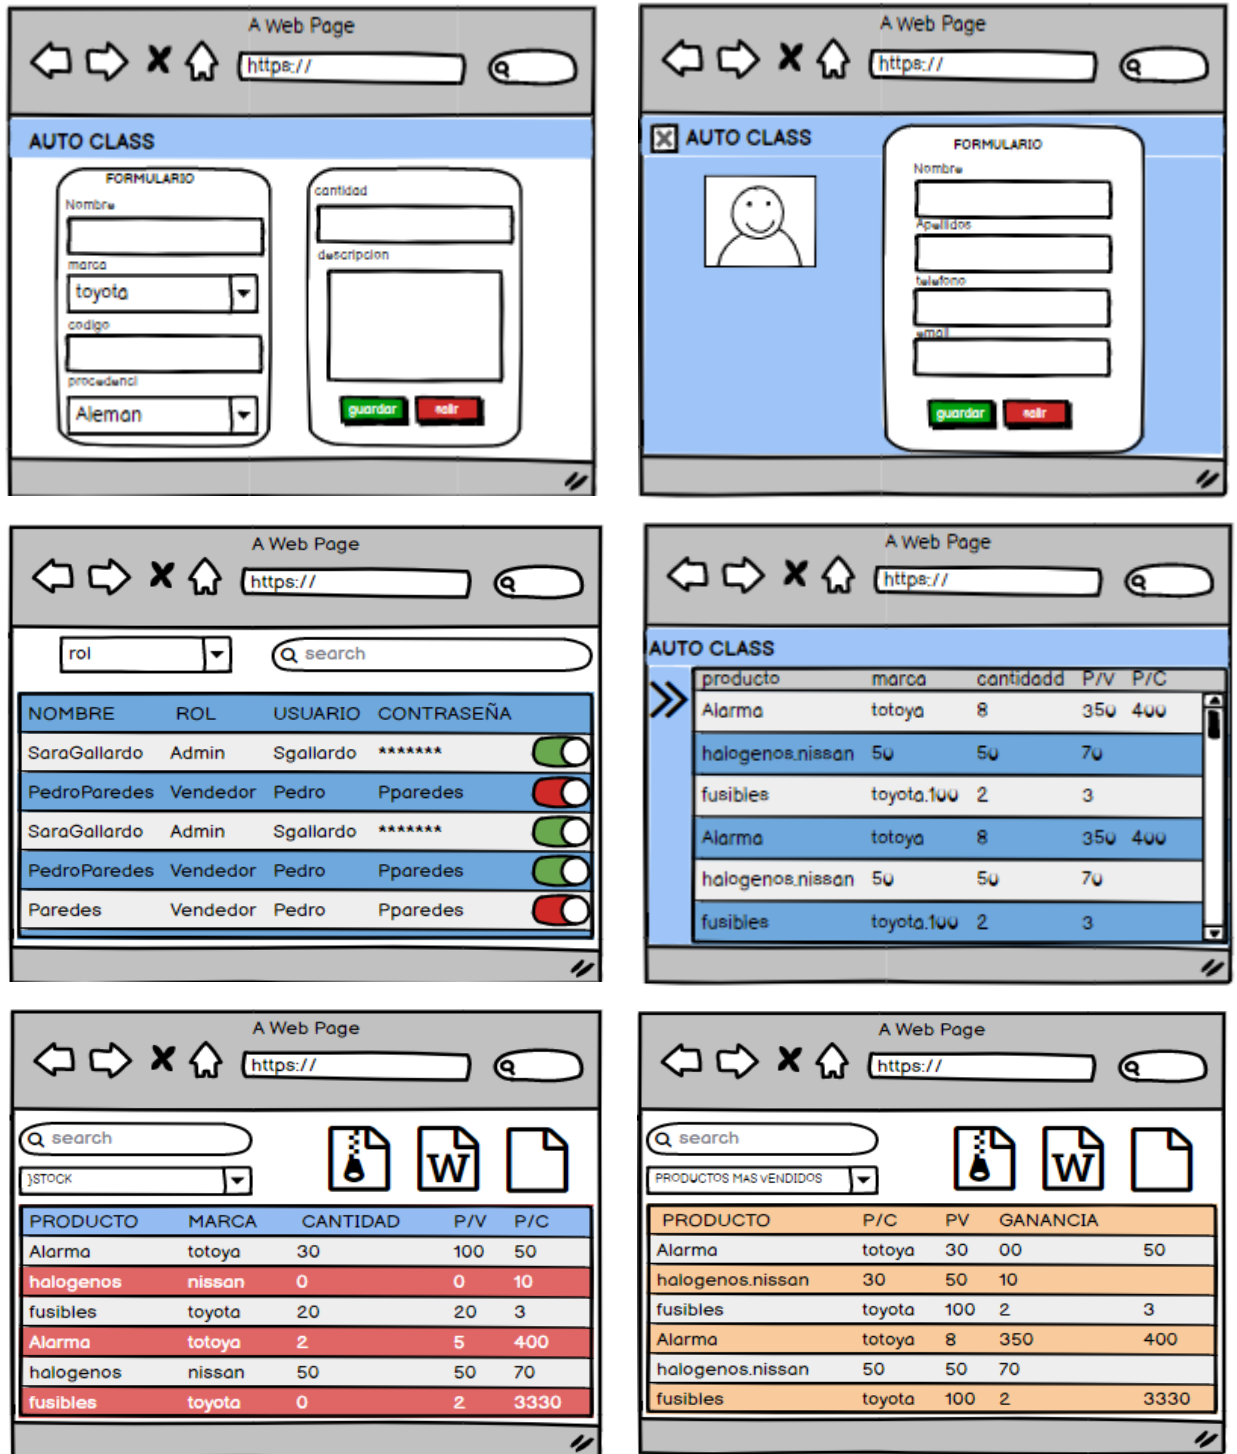 A Web Page
https://
AUTO CLASS
FORMULARIO
Nombre
marca
toyota
codigo
procedenci
Aleman
cantidad
descripcion
guardar salir
A Web Page
https://
AUTO CLASS
FORMULARIO
Nombre
Apellidos
telefono
email
guardar salir
A Web Page
https://
rol search
NOMBRE ROL USUARIO CONTRASEÑA
SaraGallardo Admin Sgallardo *******
PedroParedes Vendedor Pedro Pparedes
SaraGallardo Admin Sgallardo *******
PedroParedes Vendedor Pedro Pparedes
Paredes Vendedor Pedro Pparedes
A Web Page
https://
AUTO CLASS
producto marca cantidadd P/V P/C
Alarma totoya 8 350 400
halogenos.nissan 50 50 70
fusibles toyota.100 2 3
Alarma totoya 8 350 400
halogenos.nissan 50 50 70
fusibles toyota.100 2 3
A Web Page
https://
search
}STOCK
W
PRODUCTO MARCA CANTIDAD P/V P/C
Alarma totoya 30 100 50
halogenos nissan 0 0 10
fusibles toyota 20 20 3
Alarma totoya 2 5 400
halogenos nissan 50 50 70
fusibles toyota 0 2 3330
A Web Page
https://
search
PRODUCTOS MAS VENDIDOS
W
PRODUCTO P/C PV GANANCIA
Alarma totoya 30 00 50
halogenos.nissan 30 50 10
fusibles toyota 100 2 3
Alarma totoya 8 350 400
halogenos.nissan 50 50 70
fusibles toyota 100 2 3330